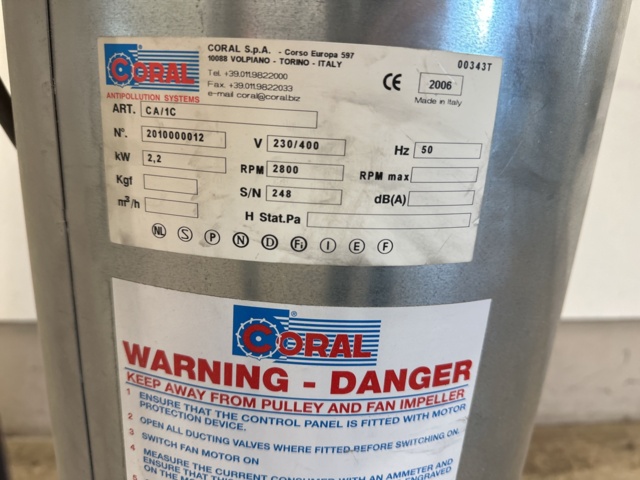 CORAL
ANTIPOLLUTION SYSTEMS
CORAL S.p.A. - Corso Europa 597
10088 VOLPIANO - TORINO - ITALY
Tel. +39.011.9822000
Fax. +39.011.9822033
e-mail coral@coral.biz
00343T
CE 2006
Made in Italy
ART. CA/1C
N°. 2010000012 V 230/400 Hz 50
kW 2,2 RPM 2800 RPM max
Kgf S/N 248 dB(A)
m³/h H Stat.Pa
NL S P N D Fi I E F
CORAL
WARNING - DANGER
KEEP AWAY FROM PULLEY AND FAN IMPELLER
1 ENSURE THAT THE CONTROL PANEL IS FITTED WITH MOTOR
PROTECTION DEVICE.
2 OPEN ALL DUCTING VALVES WHERE FITTED BEFORE SWITCHING ON.
3 SWITCH FAN MOTOR ON
4 MEASURE THE CURRENT CONSUMED WITH AN AMMETER AND
ENGRAVED
ON THE